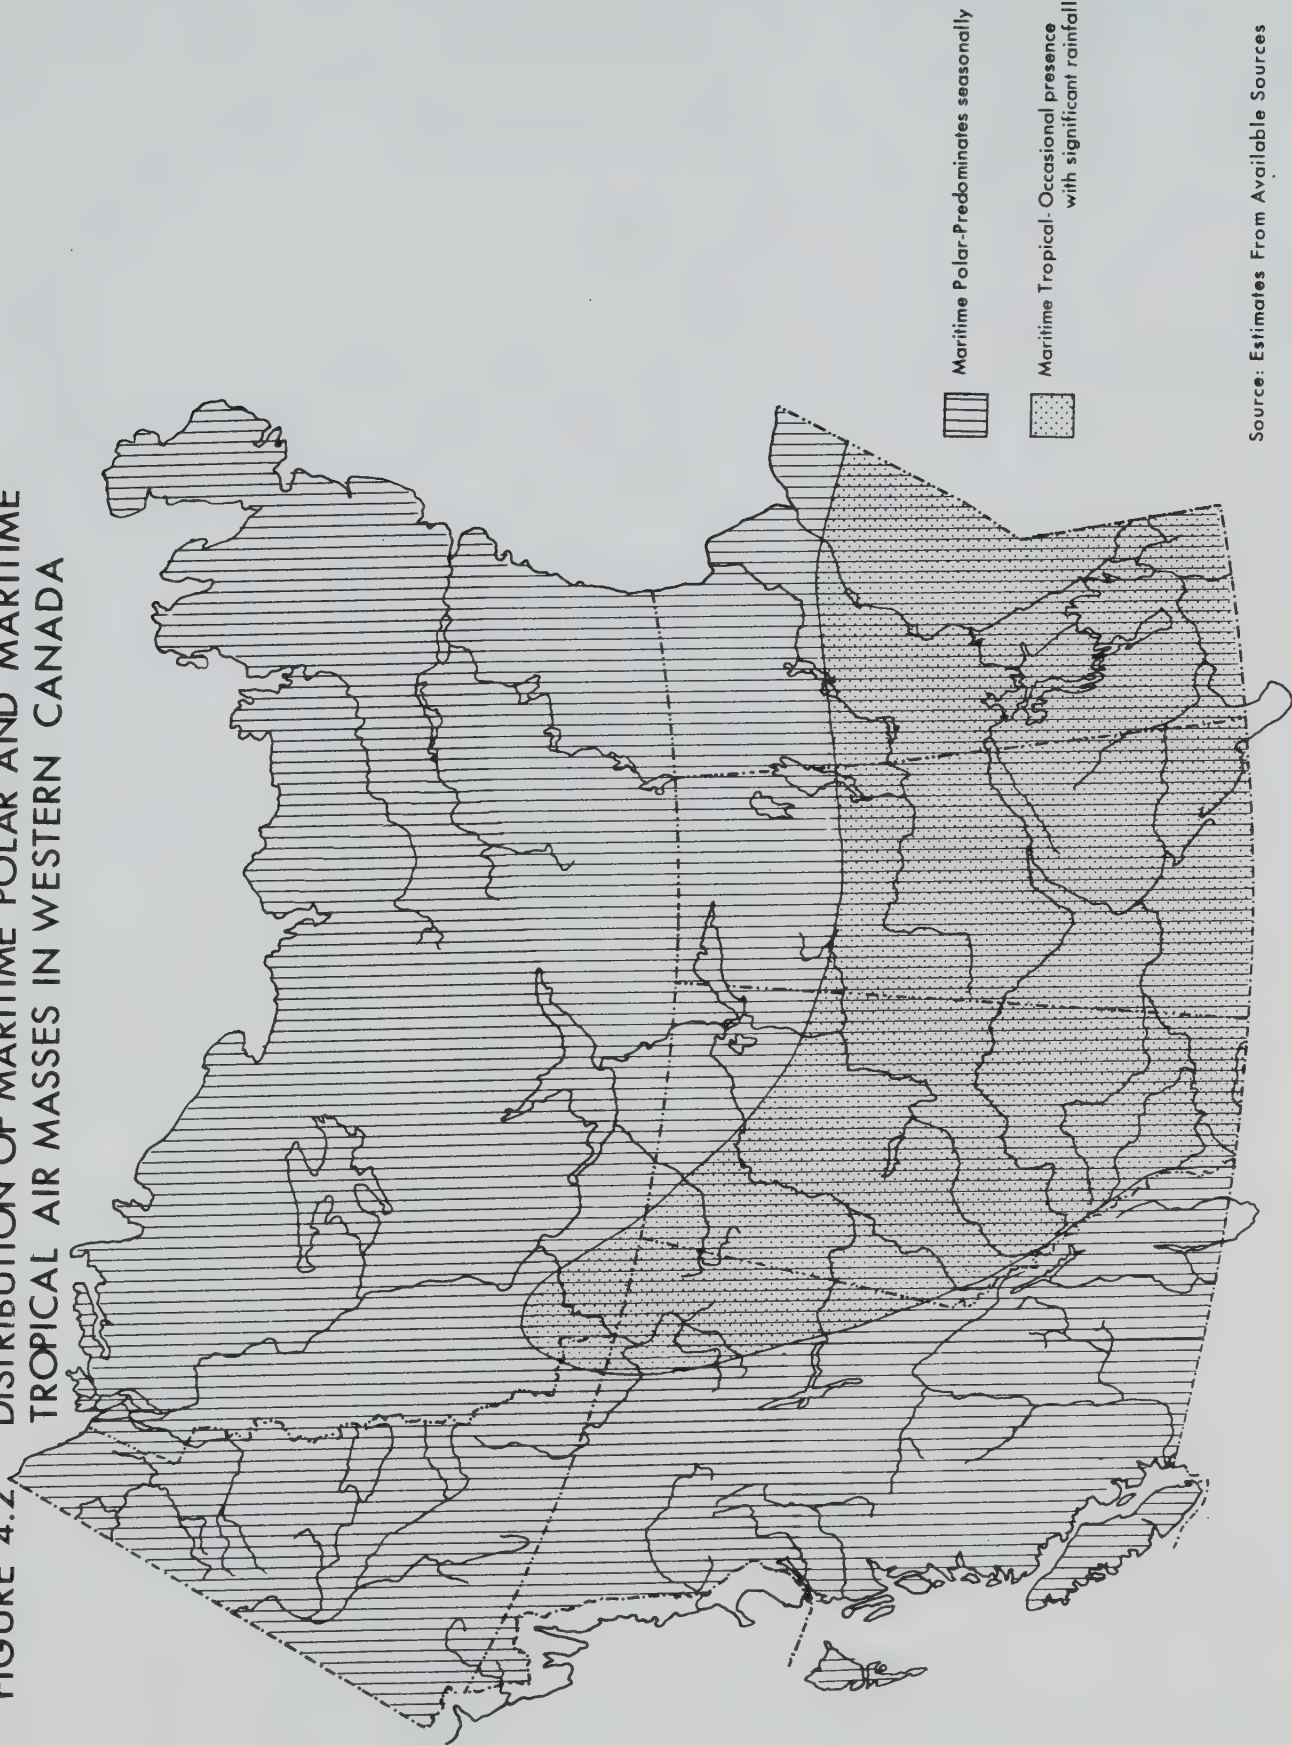 FIGURE 4.2. DISTRIBUTION OF MARITIME POLAR AND MARITIME
TROPICAL AIR MASSES IN WESTERN CANADA
Maritime Polar-Predominates seasonally
Maritime Tropical- Occasional presence
with significant rainfall
Source: Estimates From Available Sources